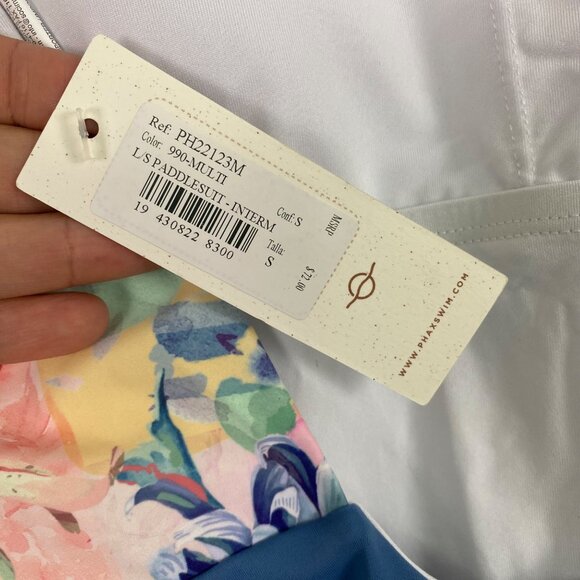 Ref: PH22123M
Color: 990-MULTI
L/S PADDLESUIT - INTERM
Conf: S
Talla:
S
19 430822 8300
MSRP
$ 72.00
WWW.PHAXSWIM.COM